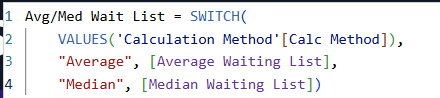 1 Avg/Med Wait List = SWITCH(
2 VALUES('Calculation Method'[Calc Method]),
3 "Average", [Average Waiting List],
4 "Median", [Median Waiting List])